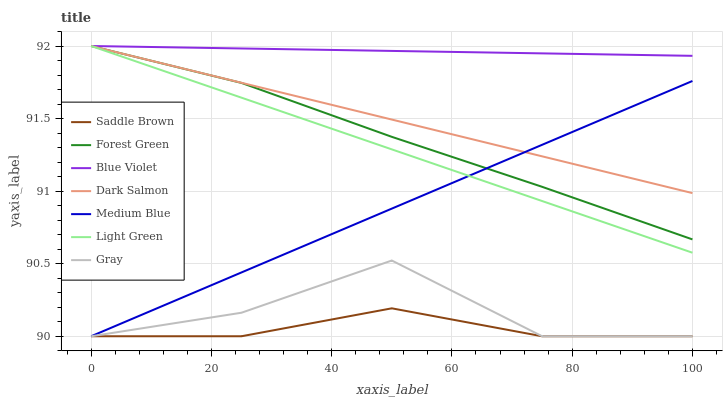 title
yaxis_label
92
91.5
91
90.5
90
Saddle Brown
Forest Green
Blue Violet
Dark Salmon
Medium Blue
Light Green
Gray
0
20
40
60
80
100
xaxis_label